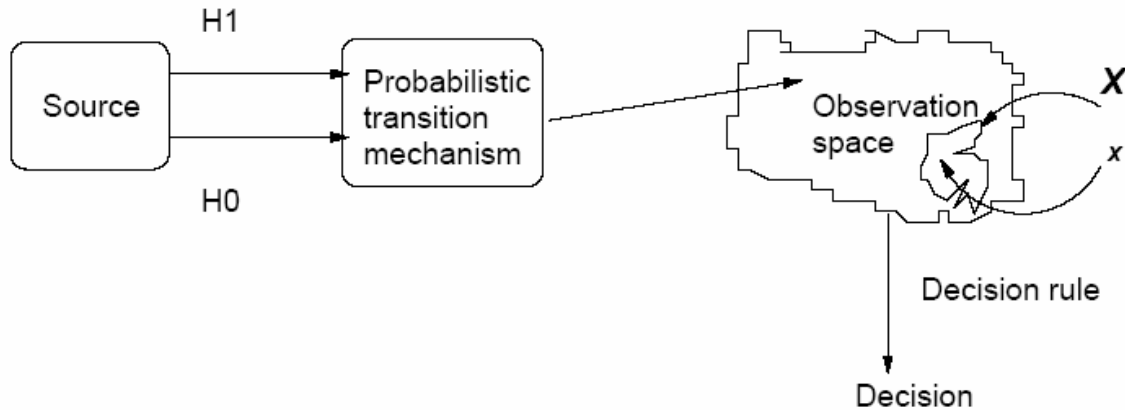 H1
Source
Probabilistic
transition
mechanism
H0
Observation
space
X
x
Decision rule
Decision